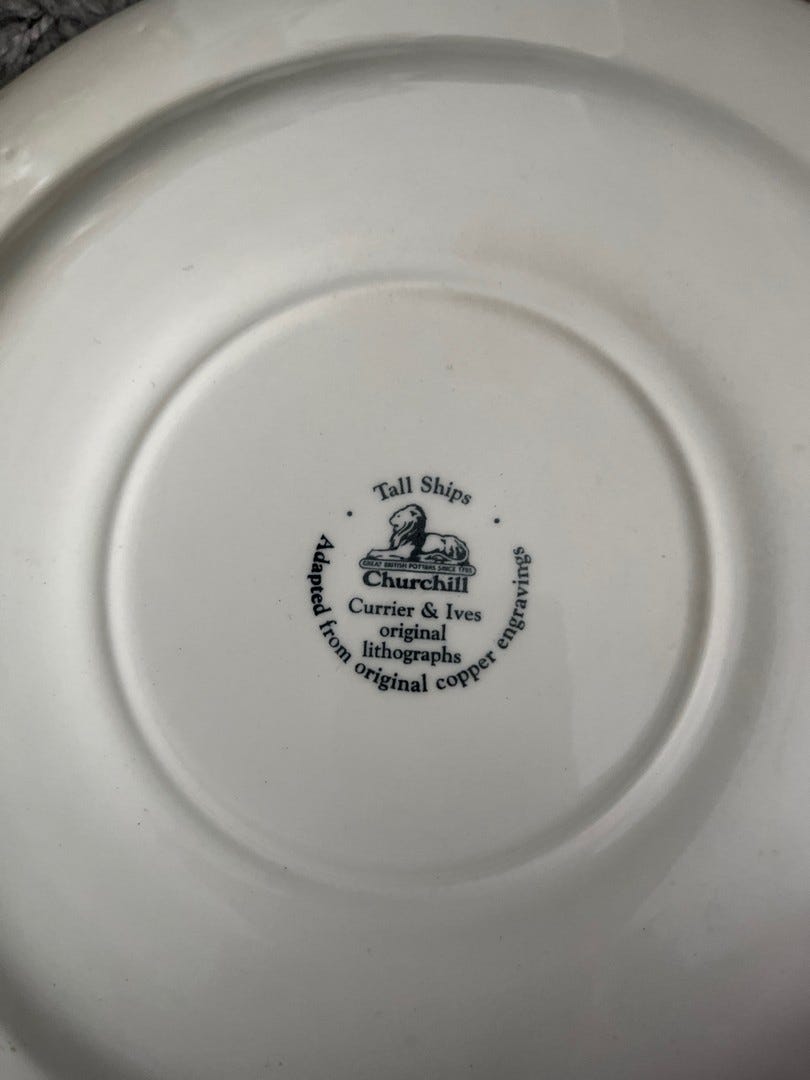 Tall Ships
GREAT BRITISH POTTERS SINCE 1795
Churchill
Currier & Ives
original
lithographs
Adapted from original copper engravings